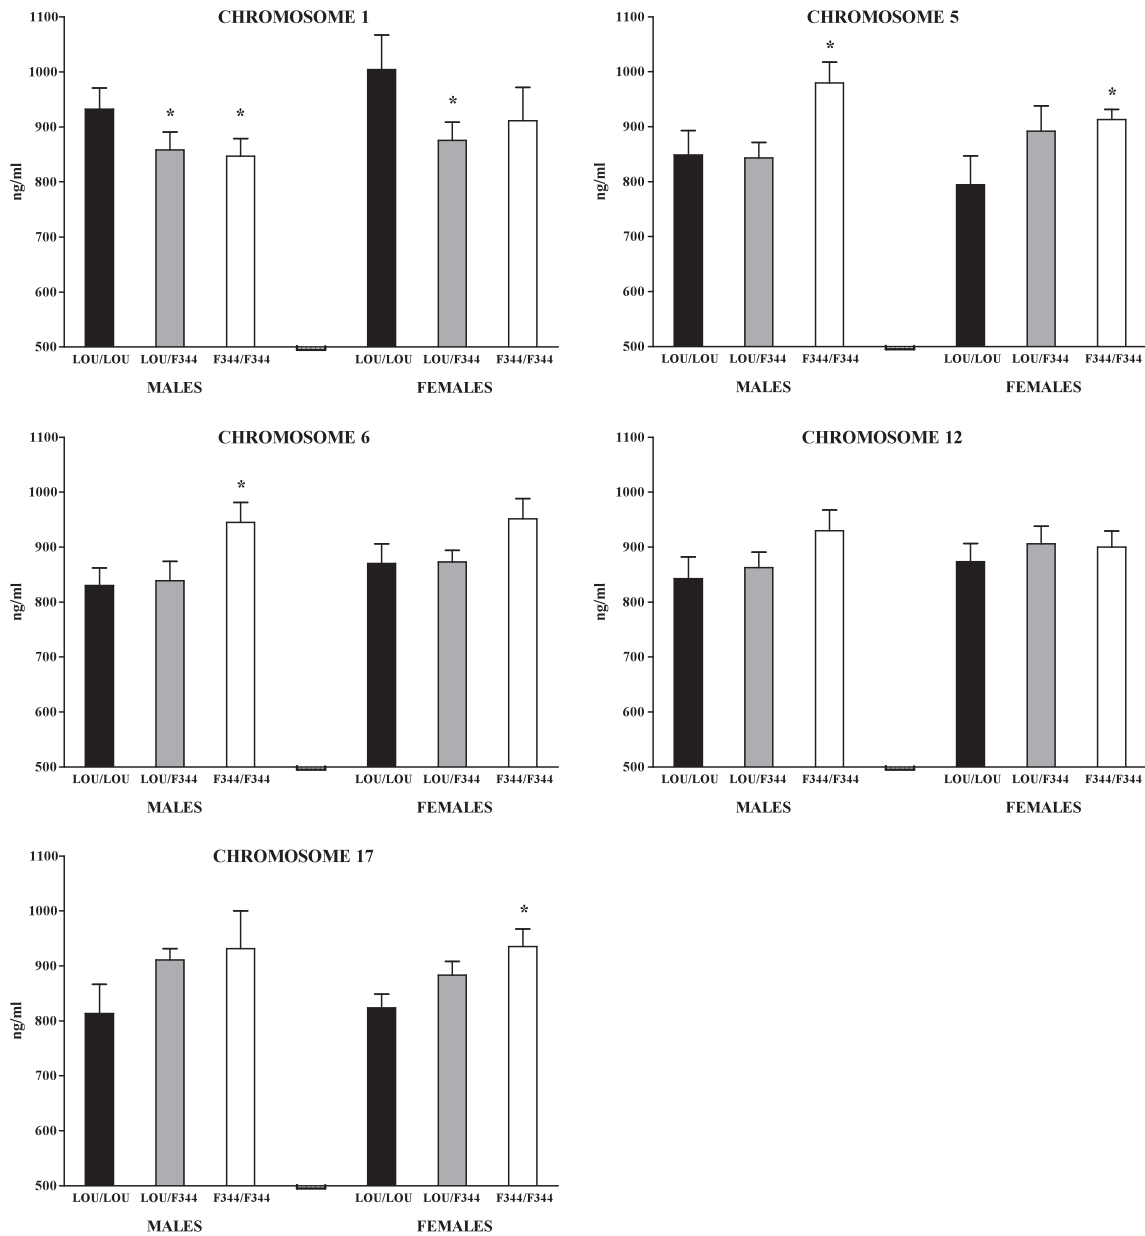 CHROMOSOME 1
1100
1000
*
* *
900
800
ng/ml
700
600
500
LOU/LOU LOU/F344 F344/F344 LOU/LOU LOU/F344 F344/F344
MALES FEMALES
CHROMOSOME 5
1100
*
1000
*
900
800
ng/ml
700
600
500
LOU/LOU LOU/F344 F344/F344 LOU/LOU LOU/F344 F344/F344
MALES FEMALES
CHROMOSOME 6
1100
1000
*
900
800
ng/ml
700
600
500
LOU/LOU LOU/F344 F344/F344 LOU/LOU LOU/F344 F344/F344
MALES FEMALES
CHROMOSOME 12
1100
1000
900
800
ng/ml
700
600
500
LOU/LOU LOU/F344 F344/F344 LOU/LOU LOU/F344 F344/F344
MALES FEMALES
CHROMOSOME 17
1100
1000
*
900
800
ng/ml
700
600
500
LOU/LOU LOU/F344 F344/F344 LOU/LOU LOU/F344 F344/F344
MALES FEMALES